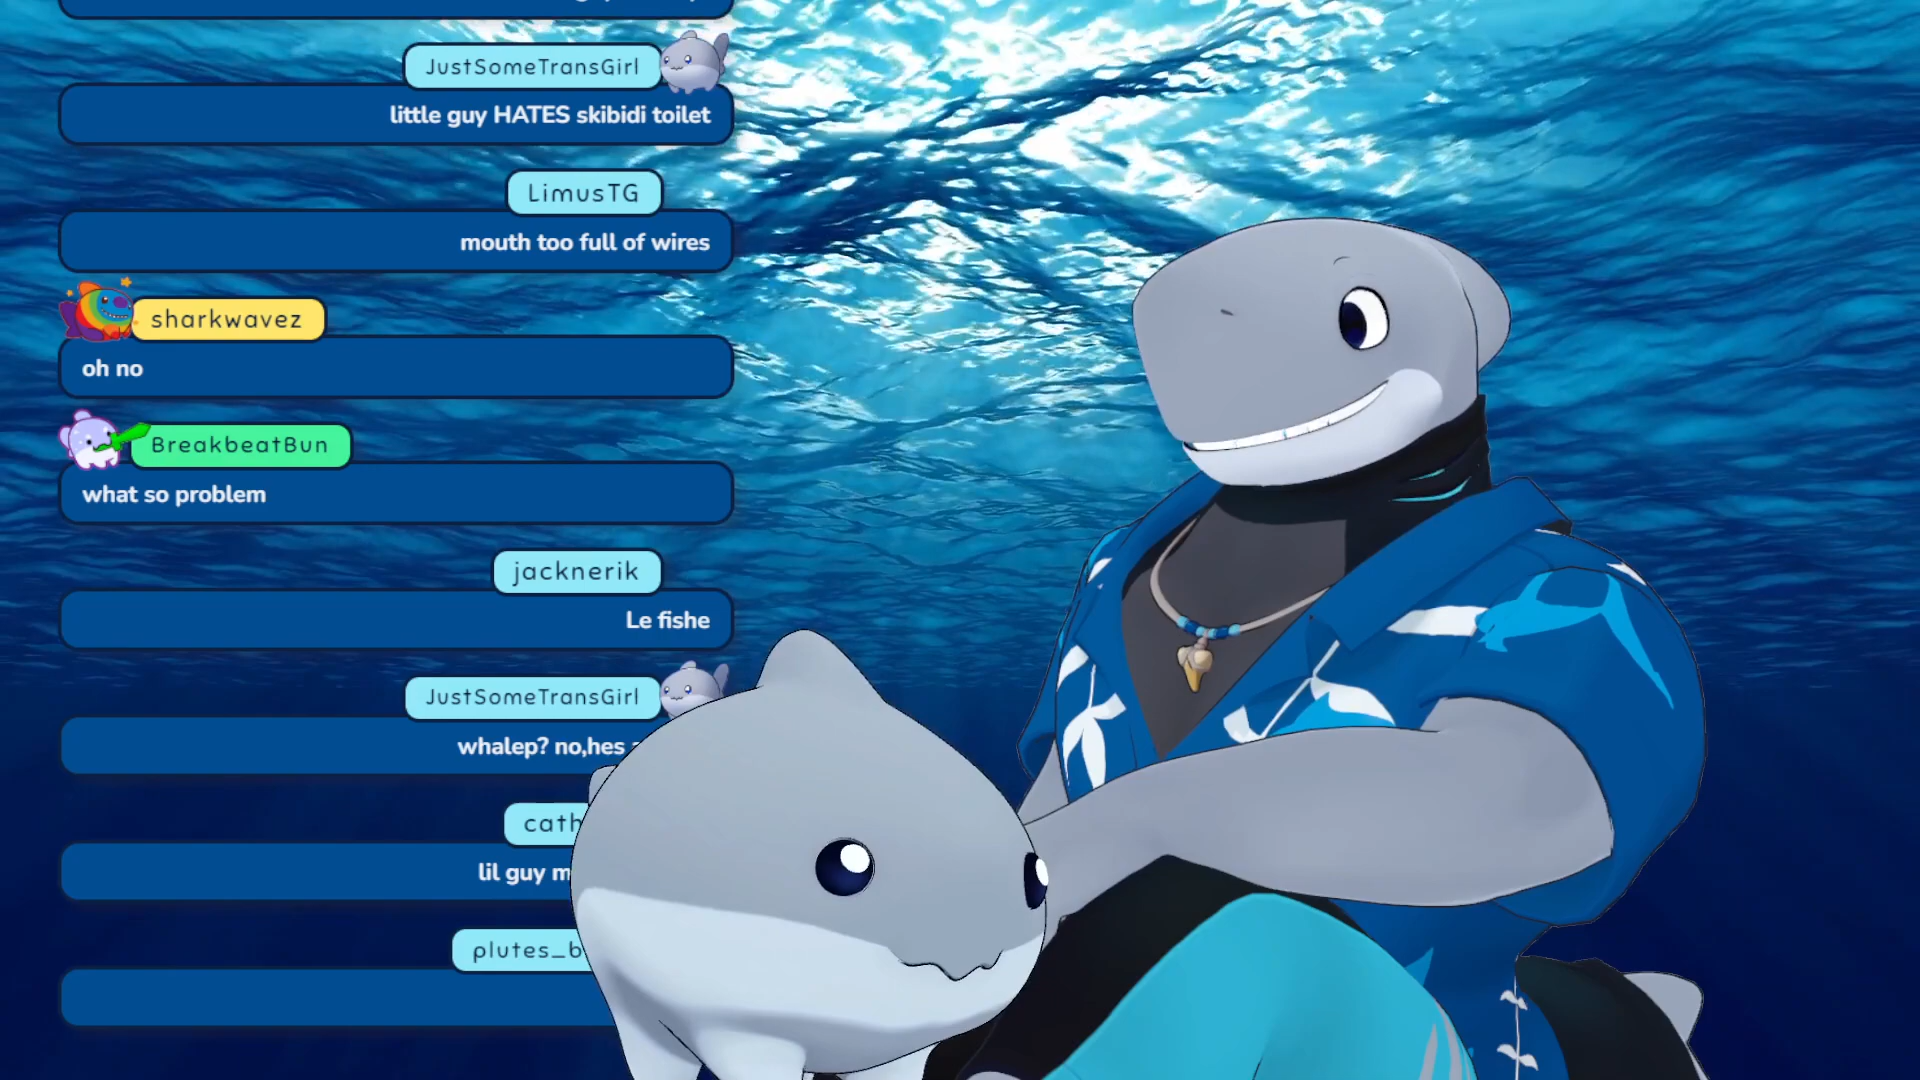 JustSomeTransGirl
little guy HATES skibidi toilet
LimusTG
mouth too full of wires
sharkwavez
oh no
BreakbeatBun
what so problem
jacknerik
Le fishe
JustSomeTransGirl
whalep? no,hes
lil guy